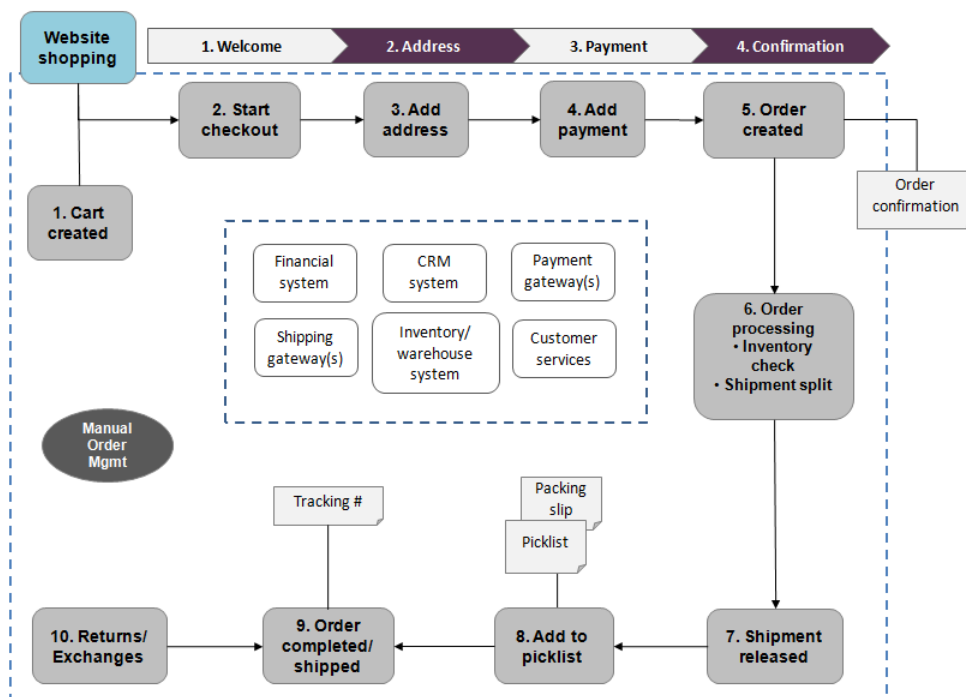 Website
shopping
1. Welcome
2. Address
3. Payment
4. Confirmation
2. Start
checkout
3. Add
address
4. Add
payment
5. Order
created
Order
confirmation
1. Cart
created
Financial
system
CRM
system
Payment
gateway(s)
Shipping
gateway(s)
Inventory/
warehouse
system
Customer
services
6. Order
processing
• Inventory
check
• Shipment split
Manual
Order
Mgmt
Tracking #
Packing
slip
Picklist
10. Returns/
Exchanges
9. Order
completed/
shipped
8. Add to
picklist
7. Shipment
released